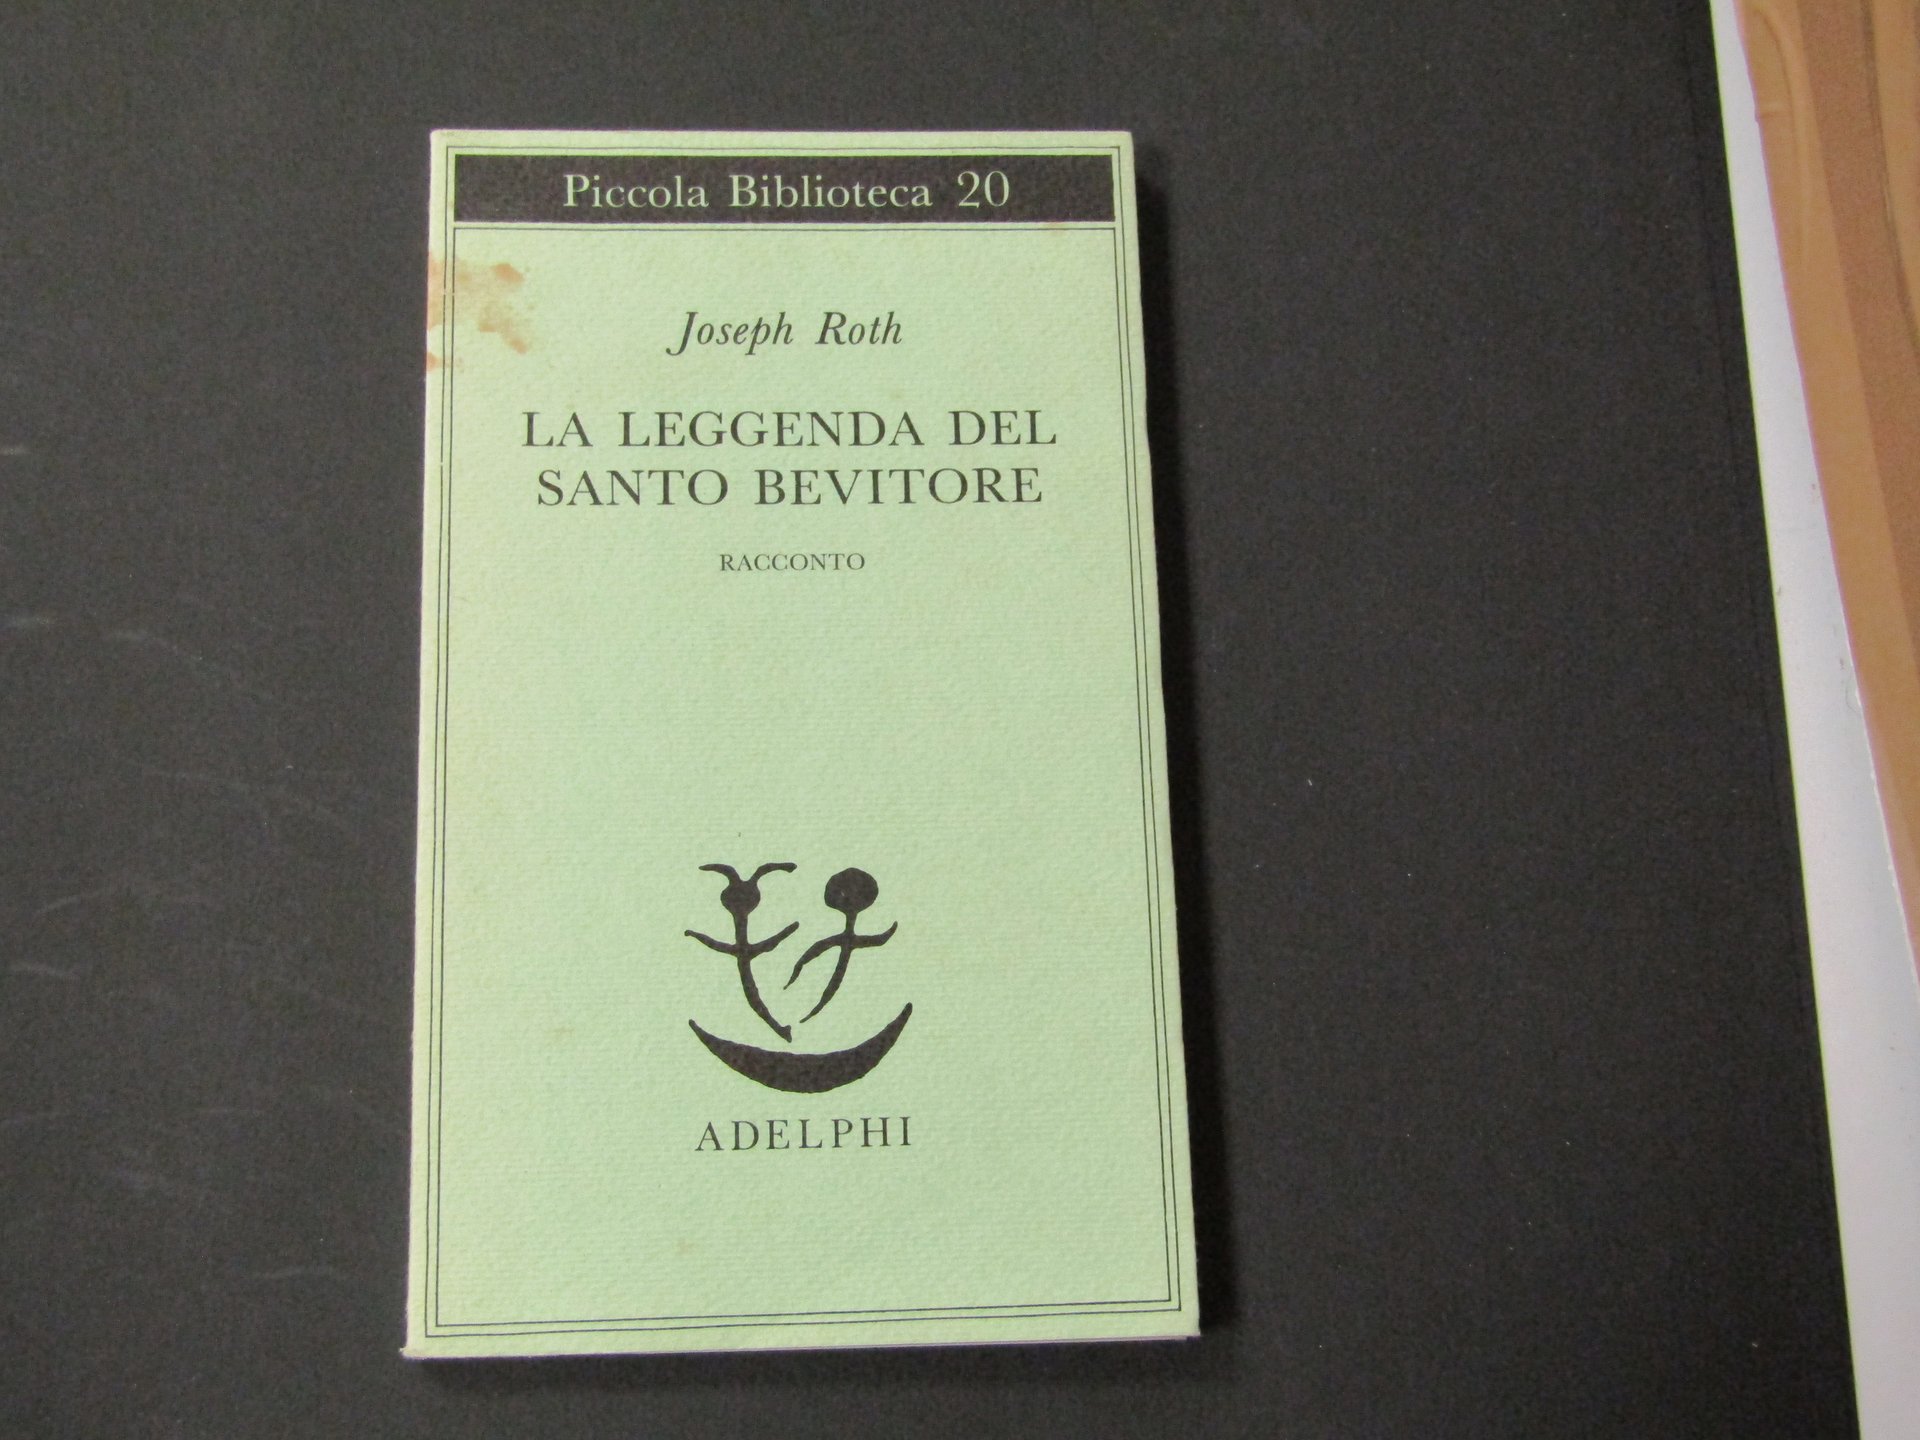 Piccola Biblioteca 20
Joseph Roth
LA LEGGENDA DEL
SANTO BEVITORE
RACCONTO
ADELPHI